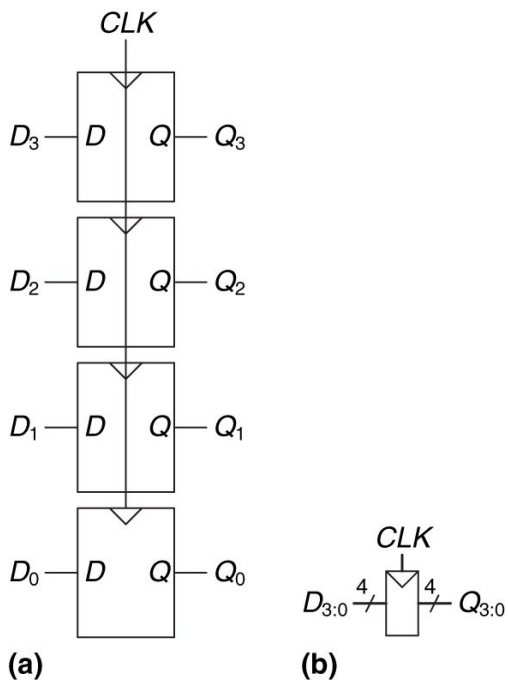 CLK
D₃ D Q Q₃
D₂ D Q Q₂
D₁ D Q Q₁
D₀ D Q Q₀
(a)
CLK
D₃:₀ 4 4 Q₃:₀
(b)